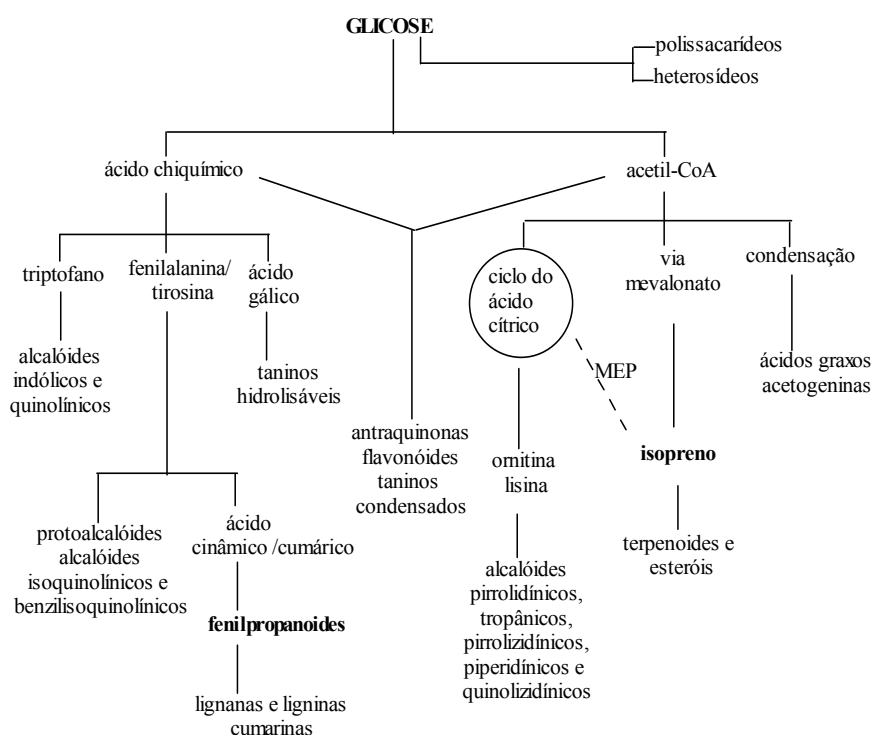 GLICOSE
polissacarídeos
heterosídeos
ácido chiquímico
acetil-CoA
triptofano
fenilalanina/
tirosina
ácido
gálico
ciclo do
ácido
cítrico
via
mevalonato
condensação
alcalóides
indólicos e
quinolínicos
taninos
hidrolisáveis
MEP
ácidos graxos
acetogeninas
antraquinonas
flavonóides
taninos
condensados
ornitina
lisina
isopreno
protoalcalóides
alcalóides
isoquinolínicos e
benzilisoquinolínicos
ácido
cinâmico /cumárico
terpenoides e
esteróis
alcalóides
pirrolidínicos,
tropânicos,
pirrolizidínicos,
piperidínicos e
quinolizidínicos
fenilpropanoides
lignanas e ligninas
cumarinas